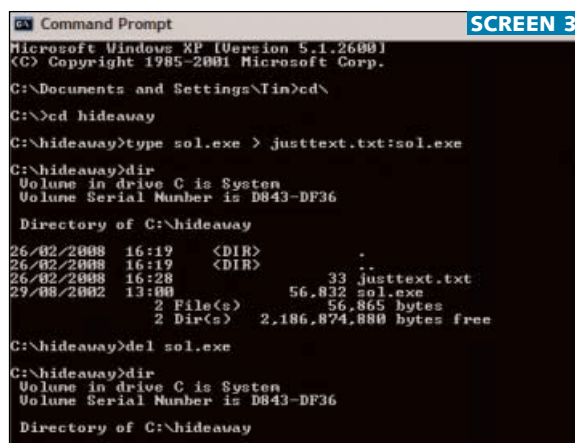 Command Prompt
SCREEN 3
Microsoft Windows XP [Version 5.1.2600]
(C) Copyright 1985-2001 Microsoft Corp.
C:\Documents and Settings\Tim>cd\
C:\>cd hideaway
C:\hideaway>type sol.exe > justtext.txt:sol.exe
C:\hideaway>dir
Volume in drive C is System
Volume Serial Number is D843-DF36
Directory of C:\hideaway
26/02/2008 16:19 <DIR> .
26/02/2008 16:19 <DIR> ..
26/02/2008 16:28 33 justtext.txt
29/08/2002 13:00 56,832 sol.exe
2 File(s) 56,865 bytes
2 Dir(s) 2,186,874,880 bytes free
C:\hideaway>del sol.exe
C:\hideaway>dir
Volume in drive C is System
Volume Serial Number is D843-DF36
Directory of C:\hideaway